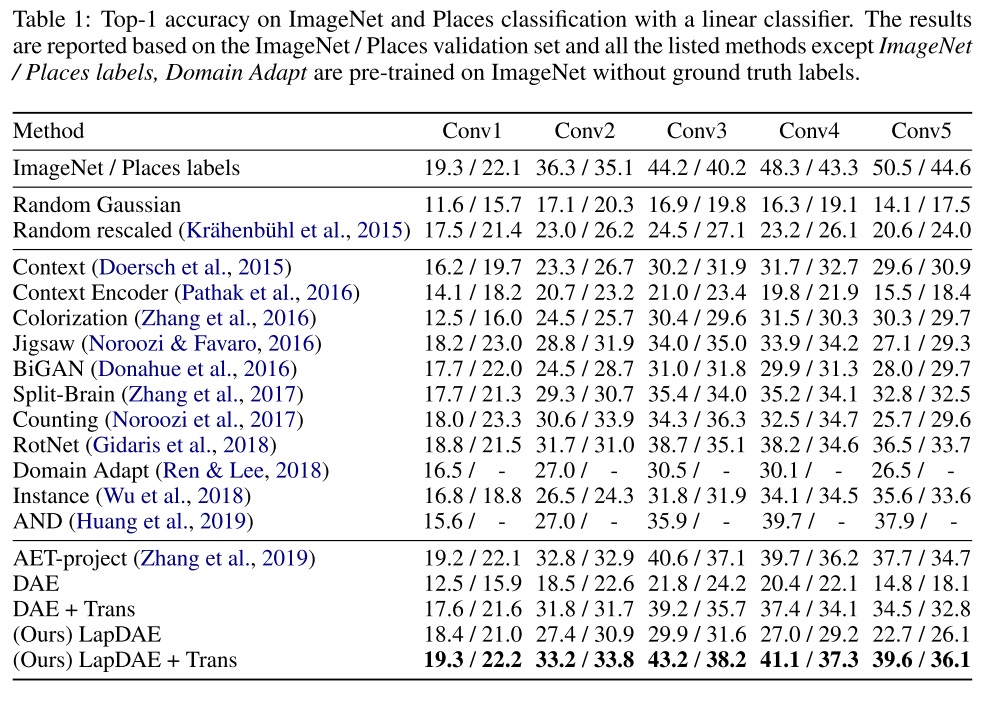 Table 1: Top-1 accuracy on ImageNet and Places classification with a linear classifier. The results
are reported based on the ImageNet / Places validation set and all the listed methods except ImageNet
/ Places labels, Domain Adapt are pre-trained on ImageNet without ground truth labels.
Method Conv1 Conv2 Conv3 Conv4 Conv5
ImageNet / Places labels 19.3 / 22.1 36.3 / 35.1 44.2 / 40.2 48.3 / 43.3 50.5 / 44.6
Random Gaussian 11.6 / 15.7 17.1 / 20.3 16.9 / 19.8 16.3 / 19.1 14.1 / 17.5
Random rescaled (Krähenbühl et al., 2015) 17.5 / 21.4 23.0 / 26.2 24.5 / 27.1 23.2 / 26.1 20.6 / 24.0
Context (Doersch et al., 2015) 16.2 / 19.7 23.3 / 26.7 30.2 / 31.9 31.7 / 32.7 29.6 / 30.9
Context Encoder (Pathak et al., 2016) 14.1 / 18.2 20.7 / 23.2 21.0 / 23.4 19.8 / 21.9 15.5 / 18.4
Colorization (Zhang et al., 2016) 12.5 / 16.0 24.5 / 25.7 30.4 / 29.6 31.5 / 30.3 30.3 / 29.7
Jigsaw (Noroozi & Favaro, 2016) 18.2 / 23.0 28.8 / 31.9 34.0 / 35.0 33.9 / 34.2 27.1 / 29.3
BiGAN (Donahue et al., 2016) 17.7 / 22.0 24.5 / 28.7 31.0 / 31.8 29.9 / 31.3 28.0 / 29.7
Split-Brain (Zhang et al., 2017) 17.7 / 21.3 29.3 / 30.7 35.4 / 34.0 35.2 / 34.1 32.8 / 32.5
Counting (Noroozi et al., 2017) 18.0 / 23.3 30.6 / 33.9 34.3 / 36.3 32.5 / 34.7 25.7 / 29.6
RotNet (Gidaris et al., 2018) 18.8 / 21.5 31.7 / 31.0 38.7 / 35.1 38.2 / 34.6 36.5 / 33.7
Domain Adapt (Ren & Lee, 2018) 16.5 / - 27.0 / - 30.5 / - 30.1 / - 26.5 / -
Instance (Wu et al., 2018) 16.8 / 18.8 26.5 / 24.3 31.8 / 31.9 34.1 / 34.5 35.6 / 33.6
AND (Huang et al., 2019) 15.6 / - 27.0 / - 35.9 / - 39.7 / - 37.9 / -
AET-project (Zhang et al., 2019) 19.2 / 22.1 32.8 / 32.9 40.6 / 37.1 39.7 / 36.2 37.7 / 34.7
DAE 12.5 / 15.9 18.5 / 22.6 21.8 / 24.2 20.4 / 22.1 14.8 / 18.1
DAE + Trans 17.6 / 21.6 31.8 / 31.7 39.2 / 35.7 37.4 / 34.1 34.5 / 32.8
(Ours) LapDAE 18.4 / 21.0 27.4 / 30.9 29.9 / 31.6 27.0 / 29.2 22.7 / 26.1
(Ours) LapDAE + Trans 19.3 / 22.2 33.2 / 33.8 43.2 / 38.2 41.1 / 37.3 39.6 / 36.1